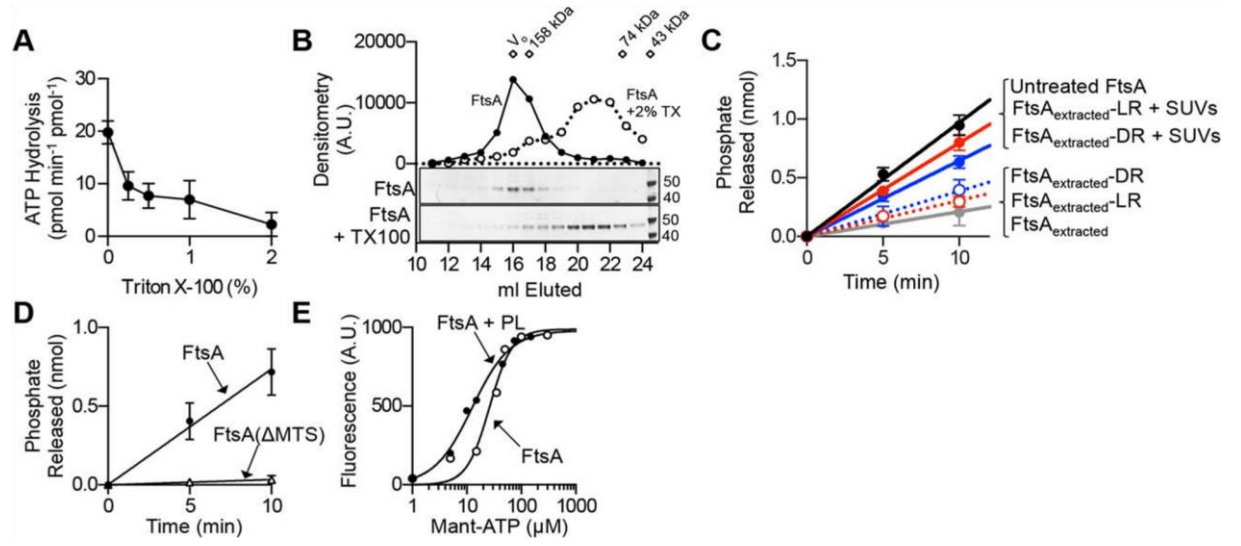 A
ATP Hydrolysis
(pmol min⁻¹ pmol⁻¹)
30
20
10
0
0
1
2
Triton X-100 (%)
B
Vo
158 kDa
74 kDa
43 kDa
Densitometry
(A.U.)
20000
10000
0
FtsA
FtsA
+2% TX
FtsA
50
40
FtsA
+ TX100
50
40
10 12 14 16 18 20 22 24
ml Eluted
C
Phosphate
Released (nmol)
1.5
1.0
0.5
0.0
0
5
10
Time (min)
Untreated FtsA
FtsAextracted-LR + SUVs
FtsAextracted-DR + SUVs
FtsAextracted-DR
FtsAextracted-LR
FtsAextracted
D
Phosphate
Released (nmol)
1.0
0.5
0.0
FtsA
FtsA(ΔMTS)
0
5
10
Time (min)
E
Fluorescence (A.U.)
1000
500
0
FtsA + PL
FtsA
1
10
100
1000
Mant-ATP (µM)